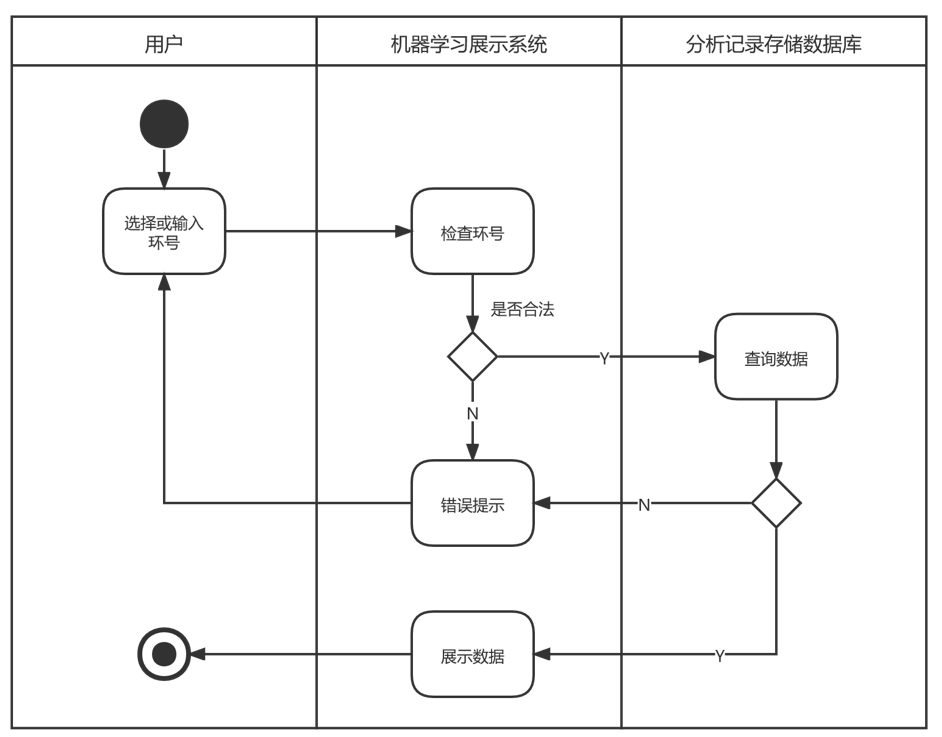 用户
机器学习展示系统
分析记录存储数据库
选择或输入
环号
检查环号
是否合法
Y
查询数据
N
错误提示
N
展示数据
Y